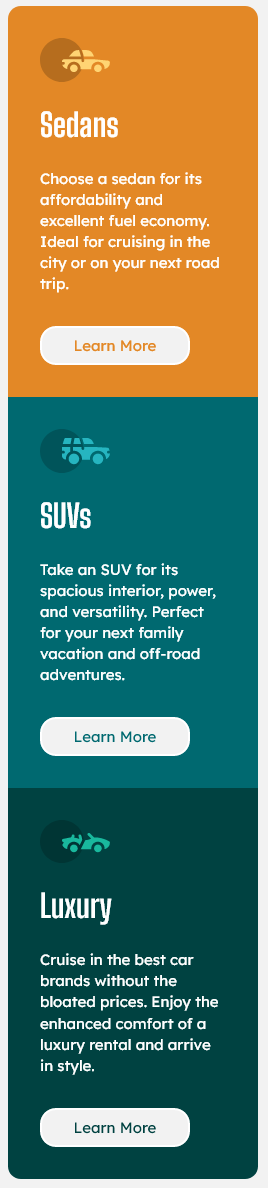 Sedans
Choose a sedan for its
affordability and
excellent fuel economy.
Ideal for cruising in the
city or on your next road
trip.
Learn More
SUVs
Take an SUV for its
spacious interior, power,
and versatility. Perfect
for your next family
vacation and off-road
adventures.
Learn More
Luxury
Cruise in the best car
brands without the
bloated prices. Enjoy the
enhanced comfort of a
luxury rental and arrive
in style.
Learn More